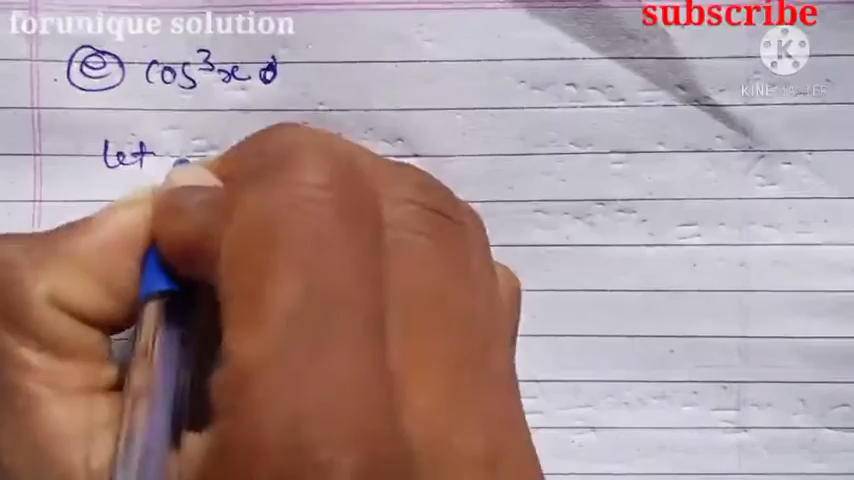 forunique solution
subscribe
KINEMASTER
(e) cos³x
let